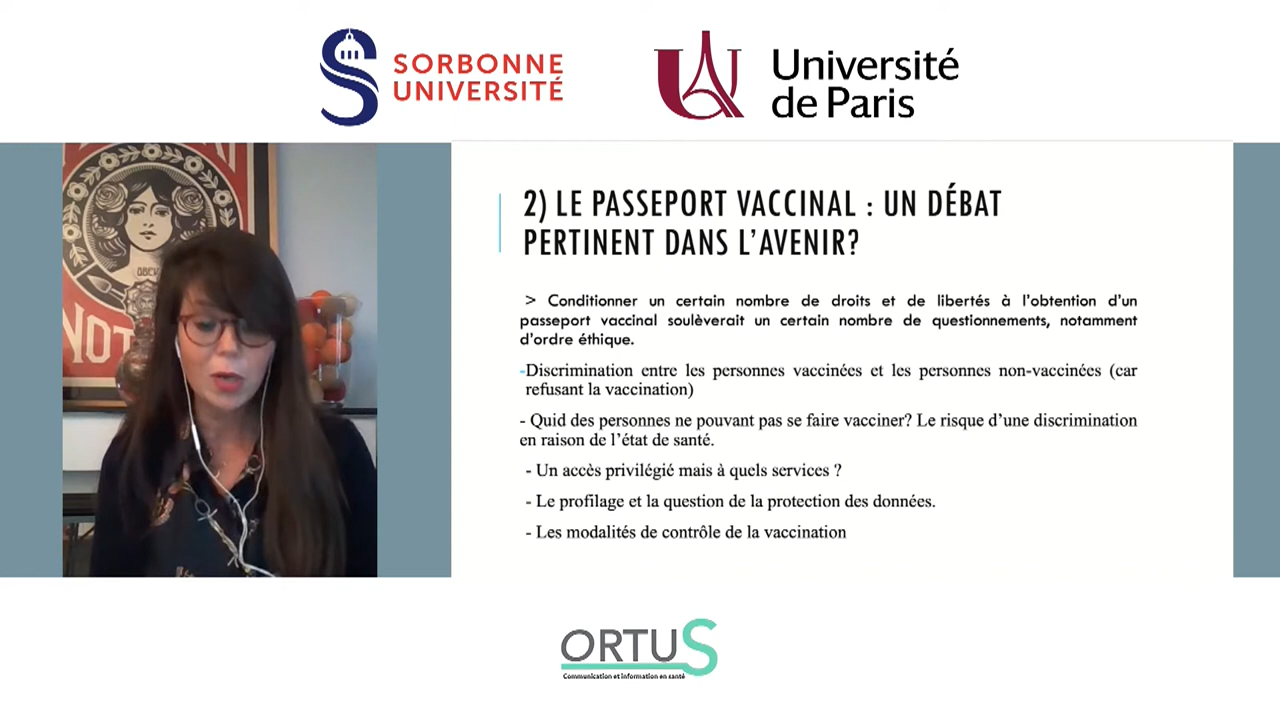 SORBONNE
UNIVERSITÉ
Université
de Paris
OBEY
NOT
2) LE PASSEPORT VACCINAL : UN DÉBAT
PERTINENT DANS L’AVENIR?
> Conditionner un certain nombre de droits et de libertés à l’obtention d’un
passeport vaccinal soulèverait un certain nombre de questionnements, notamment
d’ordre éthique.
-Discrimination entre les personnes vaccinées et les personnes non-vaccinées (car
refusant la vaccination)
- Quid des personnes ne pouvant pas se faire vacciner? Le risque d’une discrimination
en raison de l’état de santé.
- Un accès privilégié mais à quels services ?
- Le profilage et la question de la protection des données.
- Les modalités de contrôle de la vaccination
ORTUS
Communication et information en santé